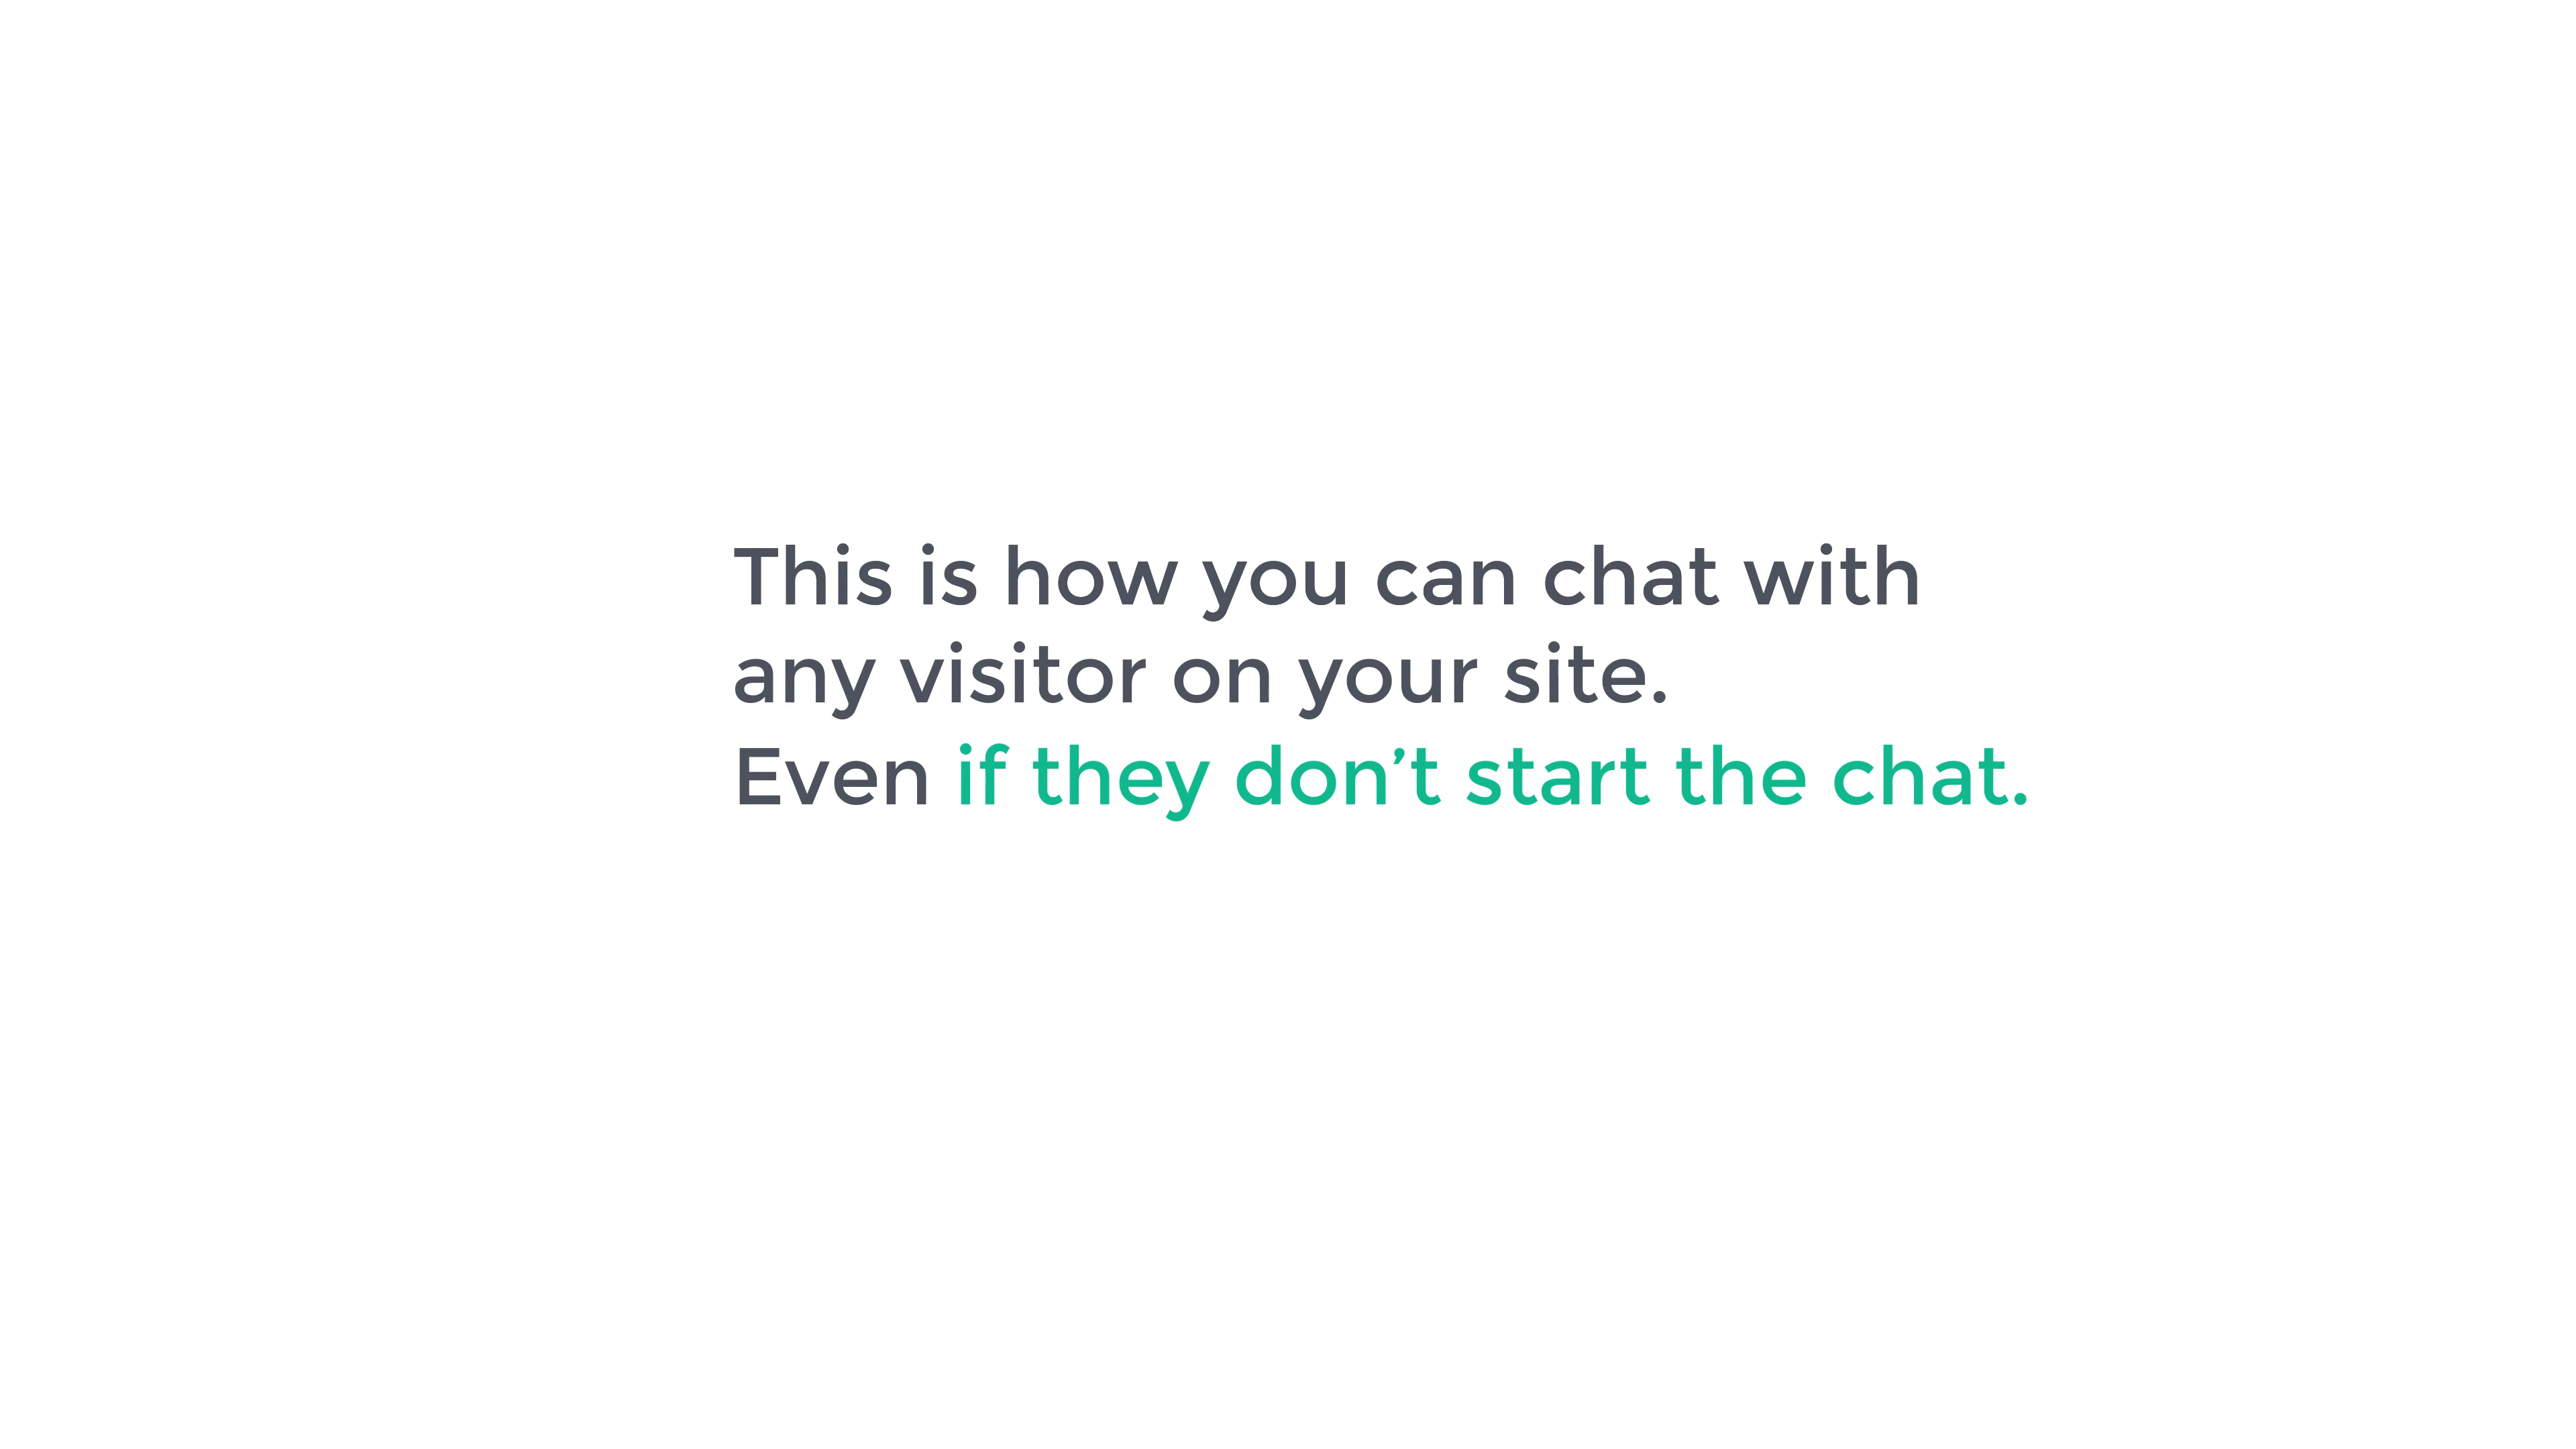 This is how you can chat with
any visitor on your site.
Even if they don’t start the chat.